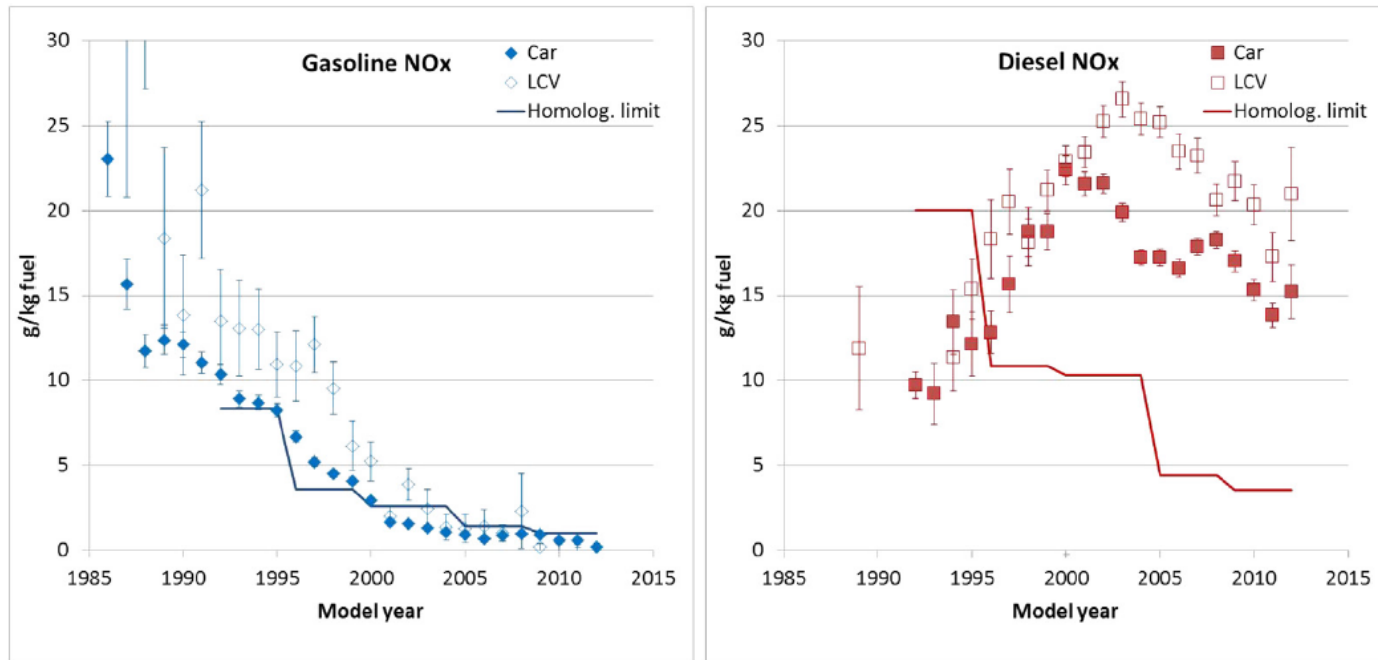 Gasoline NOx
Car
LCV
Homolog. limit
g/kg fuel
30
25
20
15
10
5
0
1985 1990 1995 2000 2005 2010 2015
Model year
Diesel NOx
Car
LCV
Homolog. limit
g/kg fuel
30
25
20
15
10
5
0
1985 1990 1995 2000 2005 2010 2015
Model year